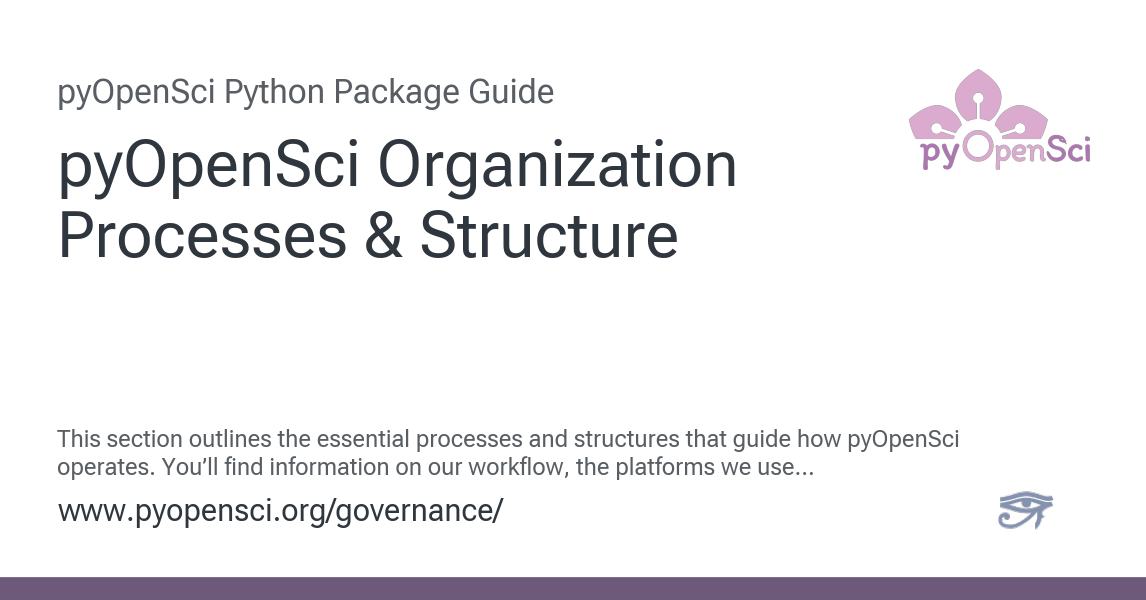 pyOpenSci Python Package Guide
pyOpenSci Organization
Processes & Structure
pyOpenSci
This section outlines the essential processes and structures that guide how pyOpenSci
operates. You’ll find information on our workflow, the platforms we use...
www.pyopensci.org/governance/